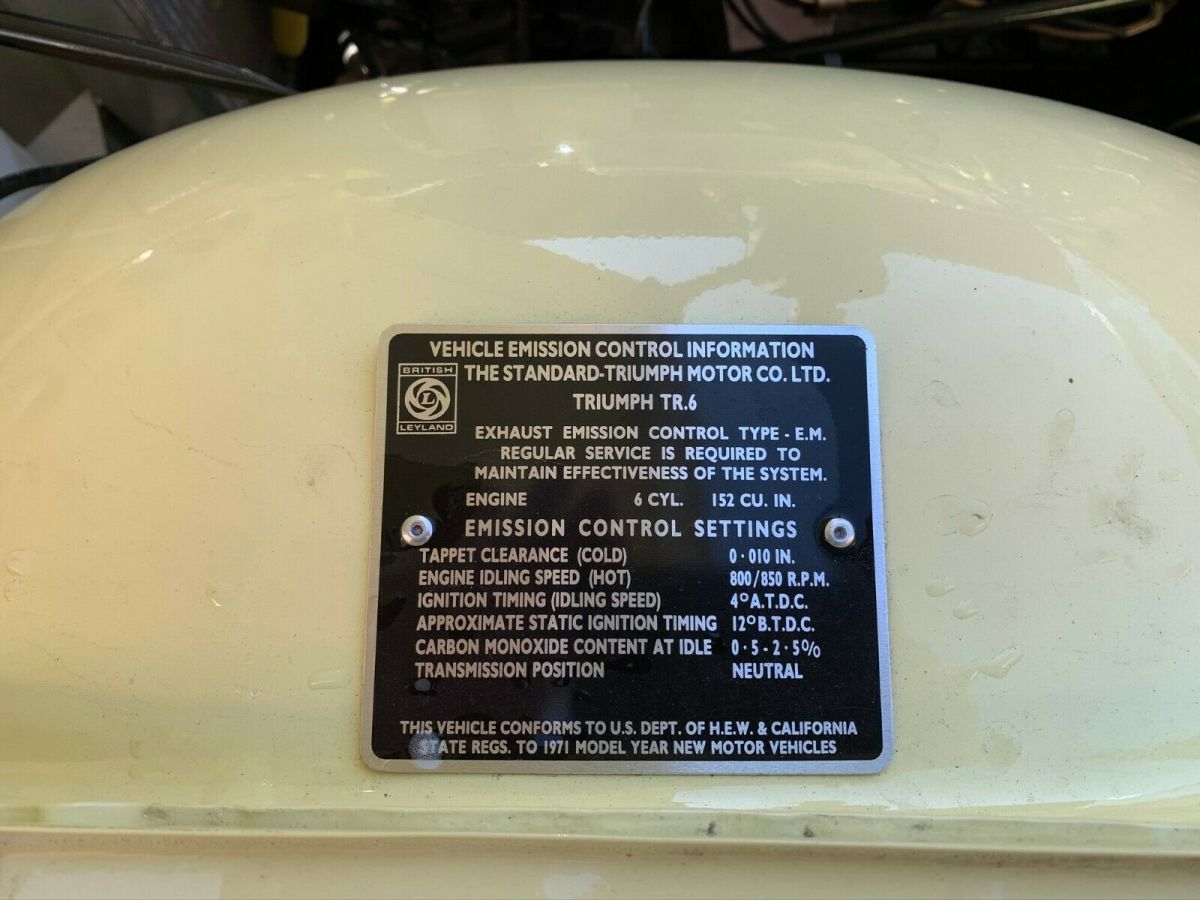 VEHICLE EMISSION CONTROL INFORMATION
BRITISH
L
LEYLAND
THE STANDARD-TRIUMPH MOTOR CO. LTD.
TRIUMPH TR.6
EXHAUST EMISSION CONTROL TYPE - E.M.
REGULAR SERVICE IS REQUIRED TO
MAINTAIN EFFECTIVENESS OF THE SYSTEM.
ENGINE 6 CYL. 152 CU. IN.
EMISSION CONTROL SETTINGS
TAPPET CLEARANCE (COLD) 0·010 IN.
ENGINE IDLING SPEED (HOT) 800/850 R.P.M.
IGNITION TIMING (IDLING SPEED) 4° A.T.D.C.
APPROXIMATE STATIC IGNITION TIMING 12° B.T.D.C.
CARBON MONOXIDE CONTENT AT IDLE 0·5-2·5%
TRANSMISSION POSITION NEUTRAL
THIS VEHICLE CONFORMS TO U.S. DEPT. OF H.E.W. & CALIFORNIA
STATE REGS. TO 1971 MODEL YEAR NEW MOTOR VEHICLES